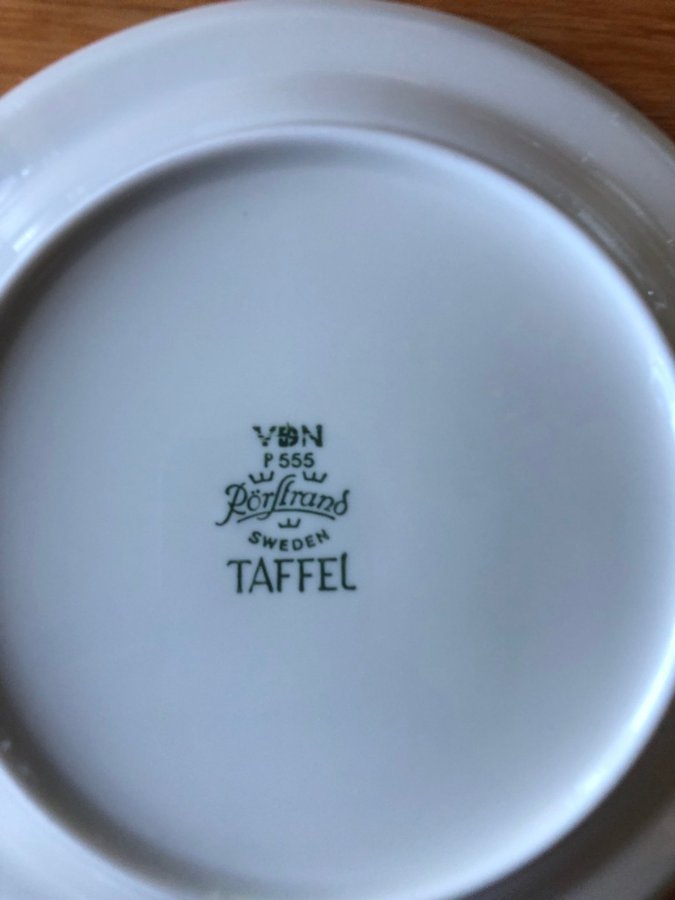 VDN
P 555
Rörstrand
SWEDEN
TAFFEL